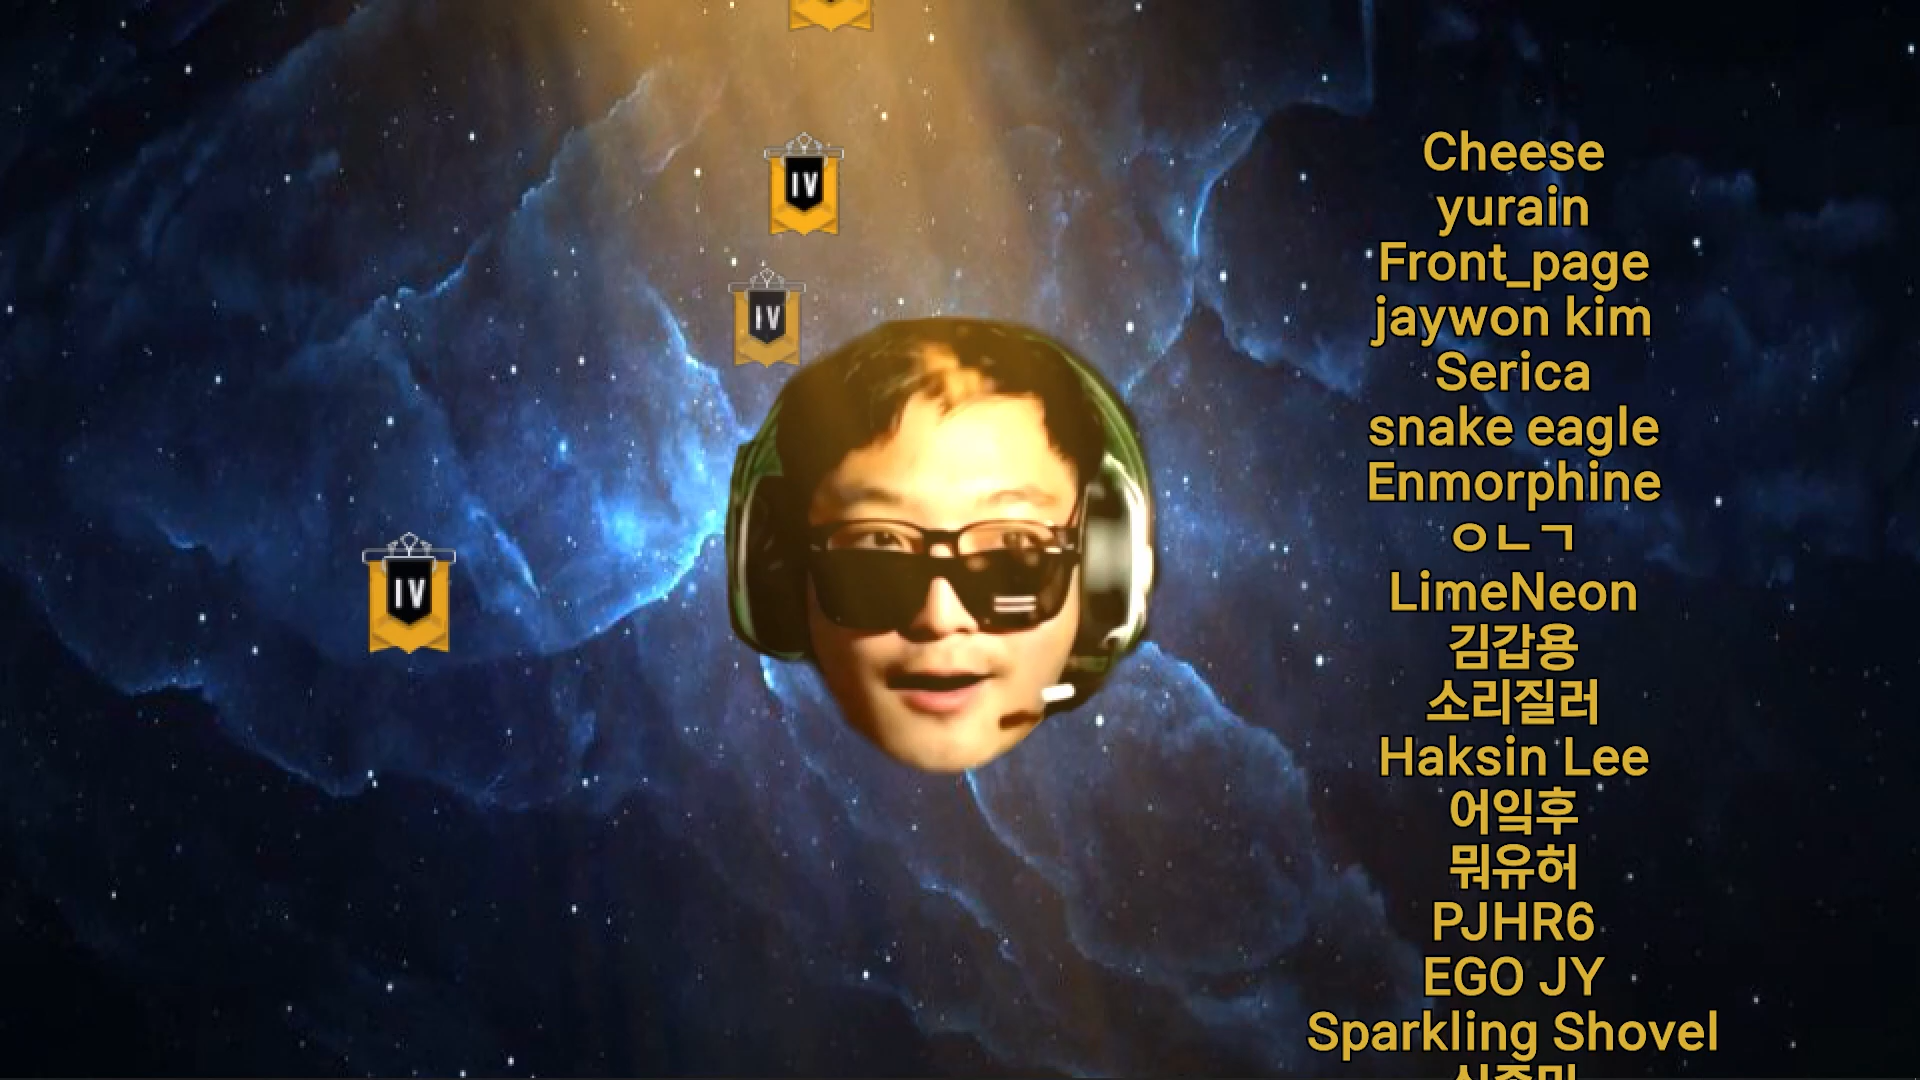 IV
IV
IV
Cheese
yurain
Front_page
jaywon kim
Serica
snake eagle
Enmorphine
ㅇㄴㄱ
LimeNeon
김갑용
소리질러
Haksin Lee
어잌후
뭐유허
PJHR6
EGO JY
Sparkling Shovel